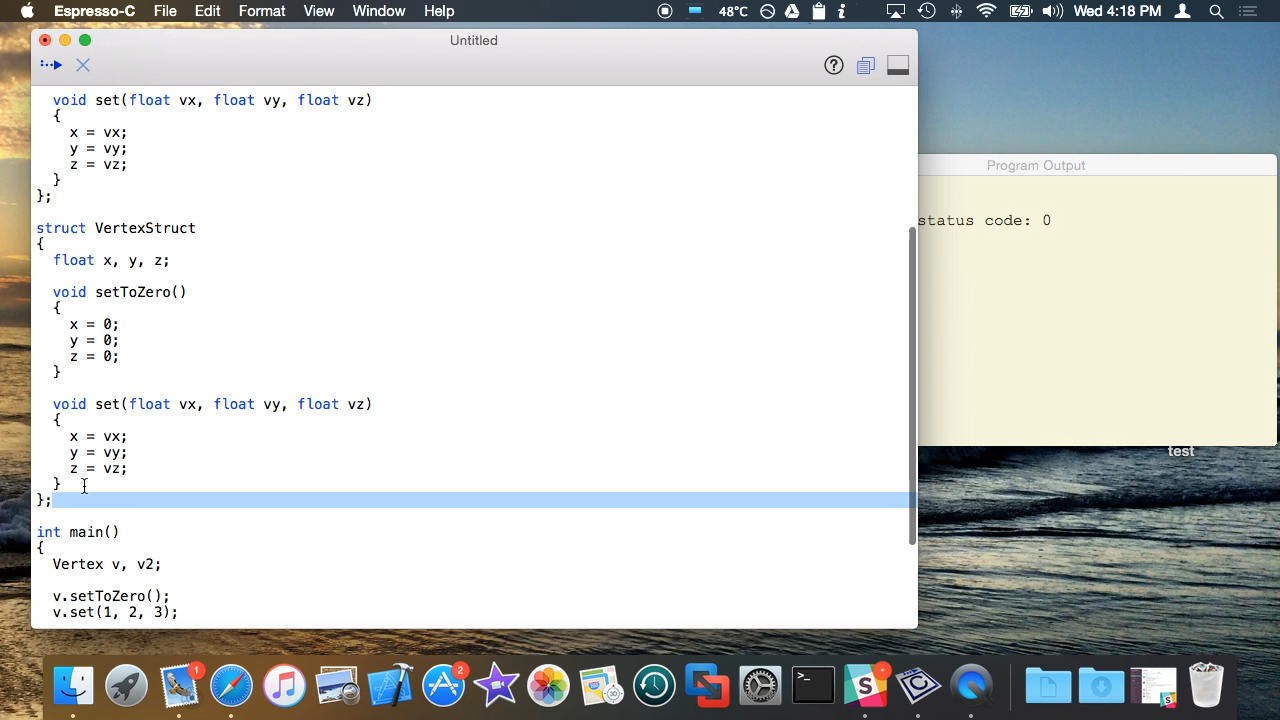 Espresso-C File Edit Format View Window Help 48°C Wed 4:18 PM
Untitled
void set(float vx, float vy, float vz)
{
x = vx;
y = vy;
z = vz;
}
};
struct VertexStruct
{
float x, y, z;
void setToZero()
{
x = 0;
y = 0;
z = 0;
}
void set(float vx, float vy, float vz)
{
x = vx;
y = vy;
z = vz;
}
};
int main()
{
Vertex v, v2;
v.setToZero();
v.set(1, 2, 3);
Program Output
status code: 0
test
1
2